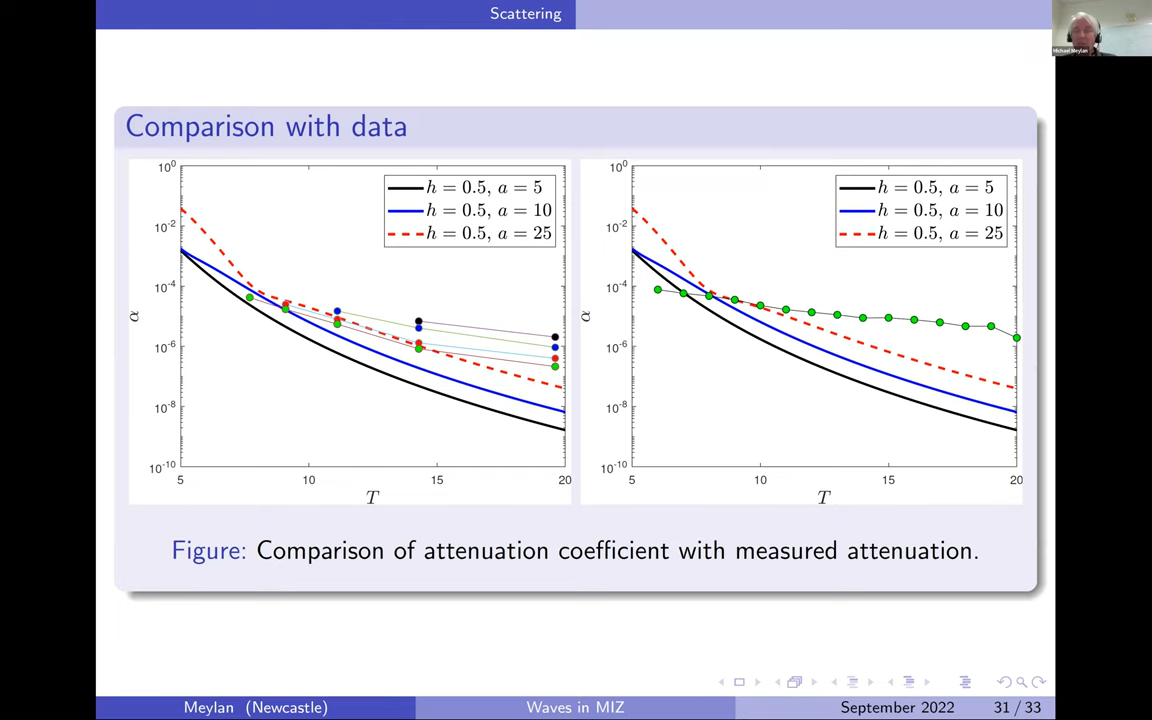 Scattering
Michael Meylan
Comparison with data
10^0
10^-2
10^-4
10^-6
10^-8
10^-10
α
5
10
15
20
T
h = 0.5, a = 5
h = 0.5, a = 10
h = 0.5, a = 25
10^0
10^-2
10^-4
10^-6
10^-8
10^-10
α
5
10
15
20
T
h = 0.5, a = 5
h = 0.5, a = 10
h = 0.5, a = 25
Figure: Comparison of attenuation coefficient with measured attenuation.
Meylan (Newcastle) Waves in MIZ September 2022 31 / 33